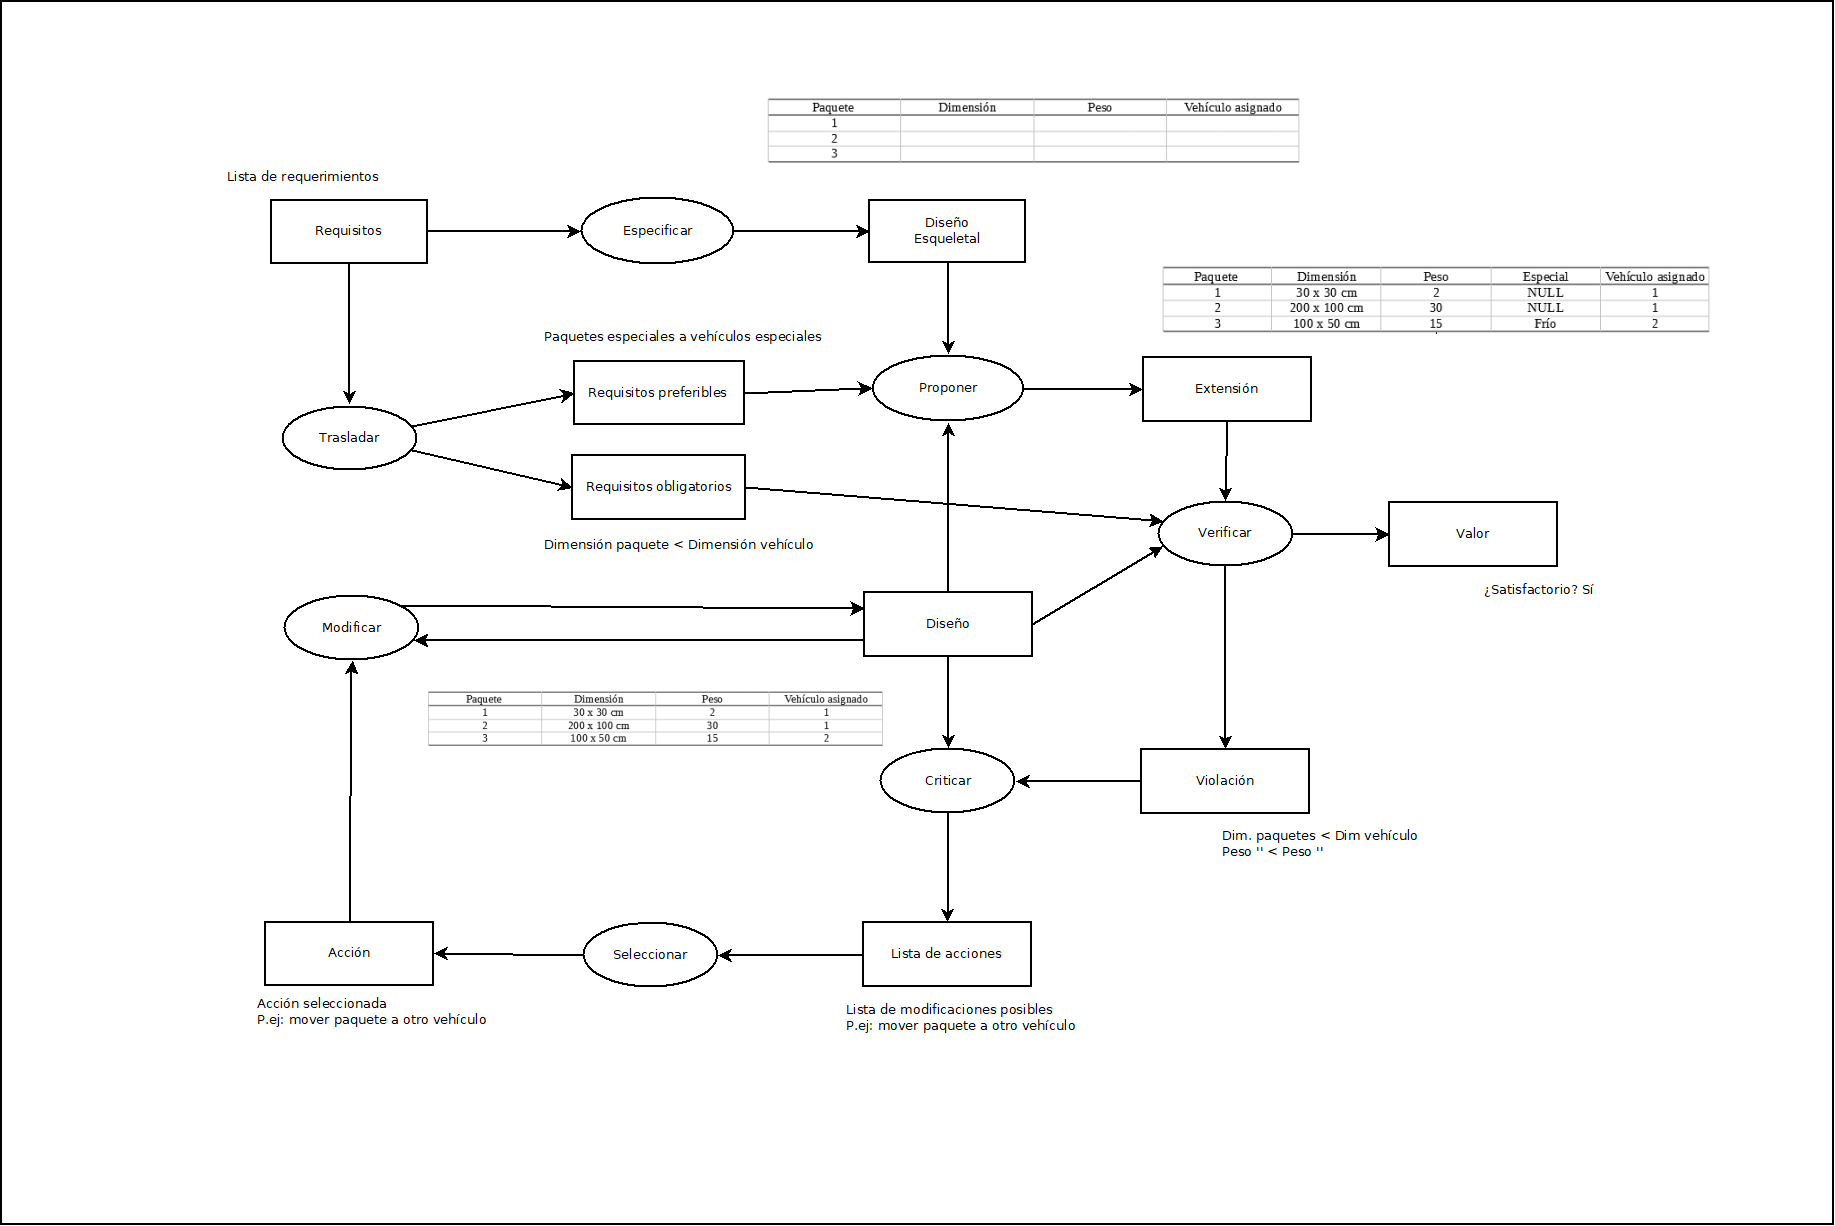 Paquete Dimensión Peso Vehículo asignado
1
2
3
Lista de requerimientos
Requisitos
Especificar
Diseño
Esqueletal
Paquete Dimensión Peso Especial Vehículo asignado
1 30 x 30 cm 2 NULL 1
2 200 x 100 cm 30 NULL 1
3 100 x 50 cm 15 Frío 2
Paquetes especiales a vehículos especiales
Requisitos preferibles
Proponer
Extensión
Trasladar
Requisitos obligatorios
Dimensión paquete < Dimensión vehículo
Verificar
Valor
¿Satisfactorio? Sí
Modificar
Diseño
Paquete Dimensión Peso Vehículo asignado
1 30 x 30 cm 2 1
2 200 x 100 cm 30 1
3 100 x 50 cm 15 2
Criticar
Violación
Dim. paquetes < Dim vehículo
Peso '' < Peso ''
Acción
Seleccionar
Lista de acciones
Acción seleccionada
P.ej: mover paquete a otro vehículo
Lista de modificaciones posibles
P.ej: mover paquete a otro vehículo